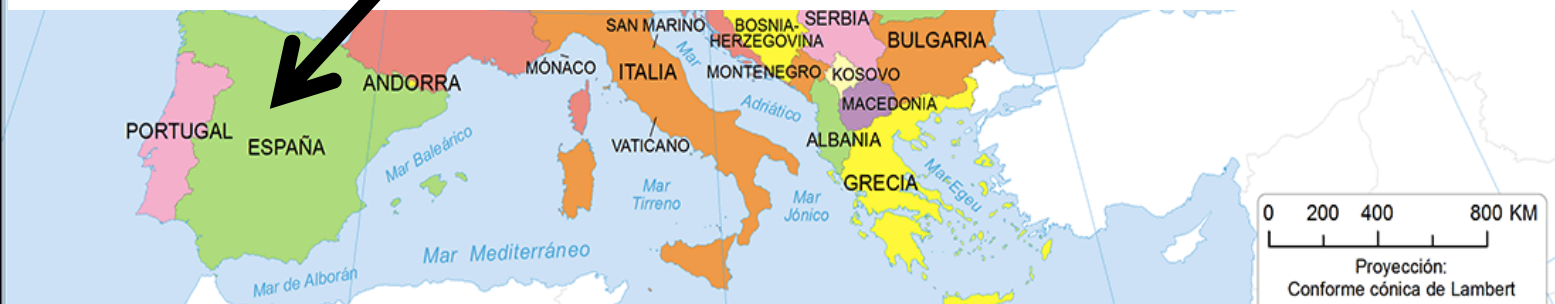 SAN MARINO
BOSNIA-
HERZEGOVINA
SERBIA
BULGARIA
Mar
Adriático
MÓNACO
ITALIA
MONTENEGRO
KOSOVO
ANDORRA
MACEDONIA
PORTUGAL
ESPAÑA
Mar Baleárico
VATICANO
ALBANIA
GRECIA
Mar Egeu
Mar
Tirreno
Mar
Jónico
Mar Mediterráneo
Mar de Alborán
0 200 400 800 KM
Proyección:
Conforme cónica de Lambert